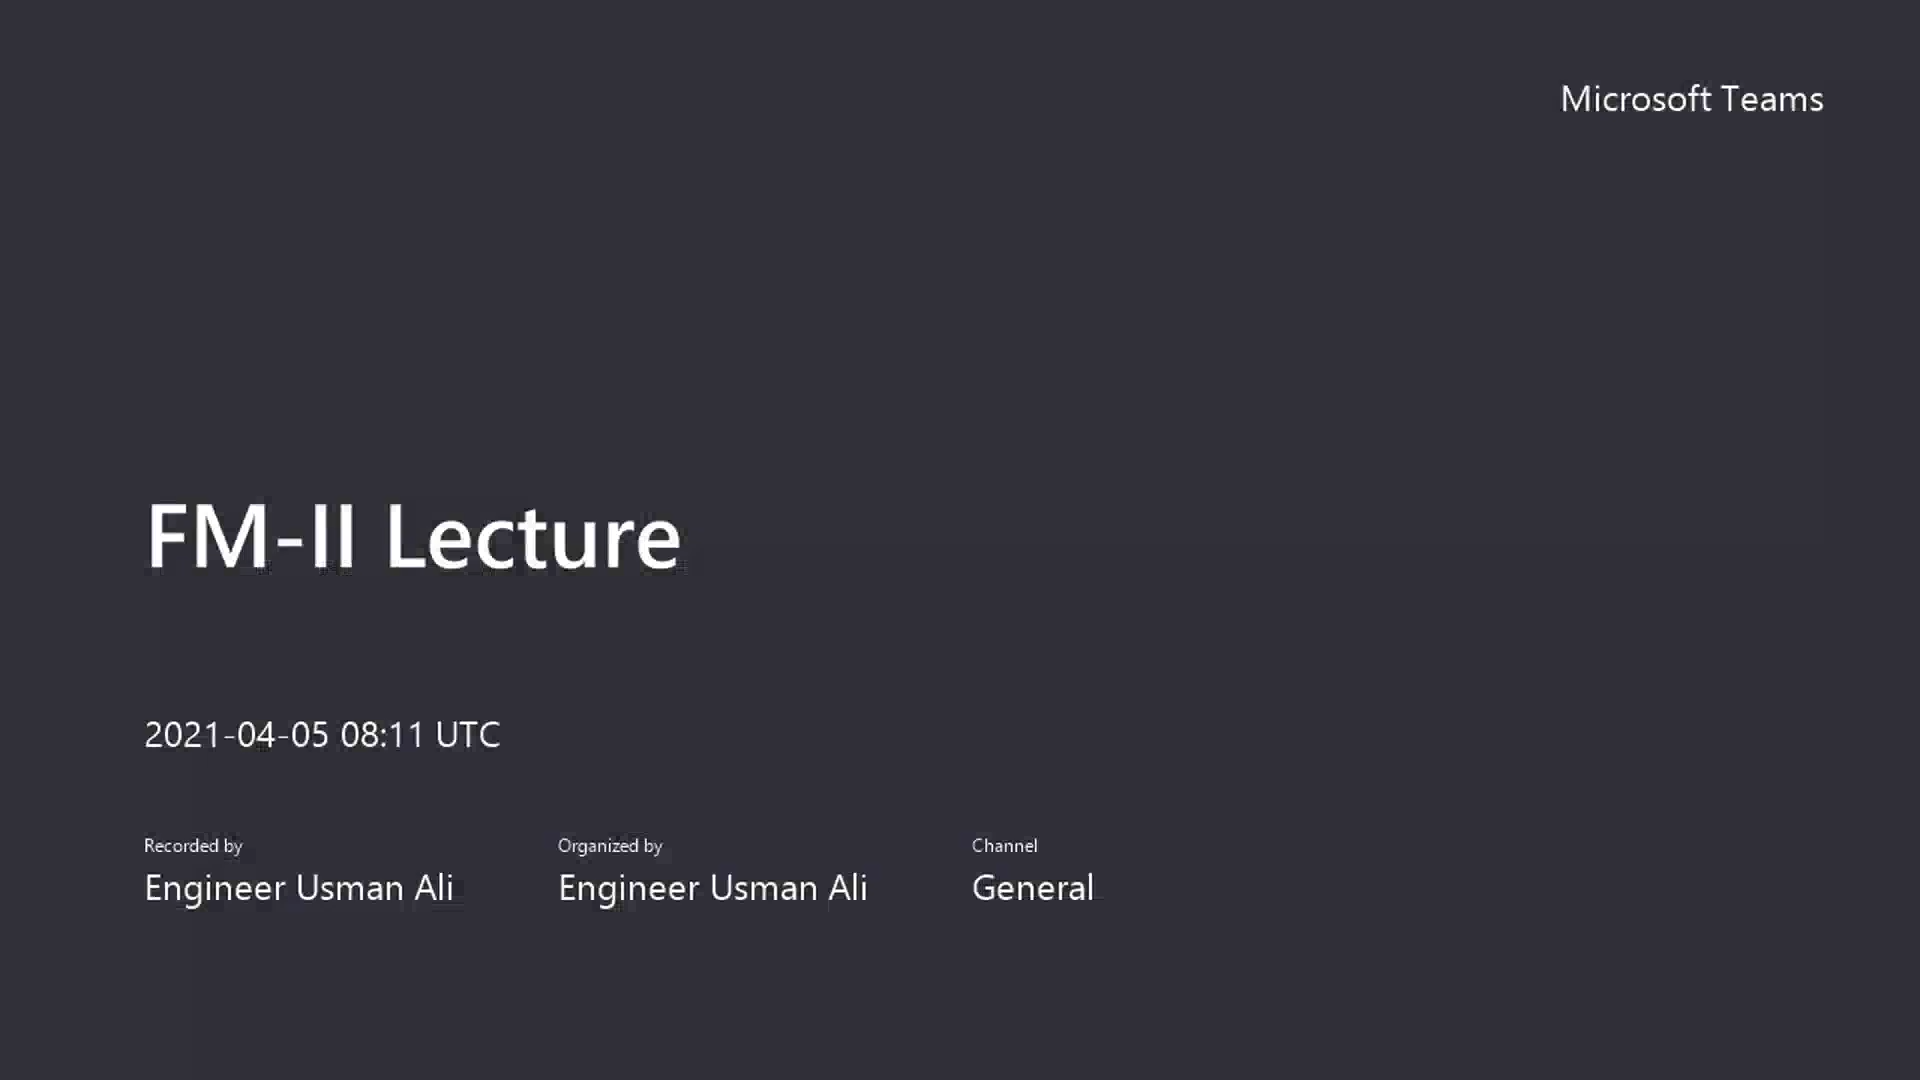 Microsoft Teams
FM-II Lecture
2021-04-05 08:11 UTC
Recorded by
Engineer Usman Ali
Organized by
Engineer Usman Ali
Channel
General